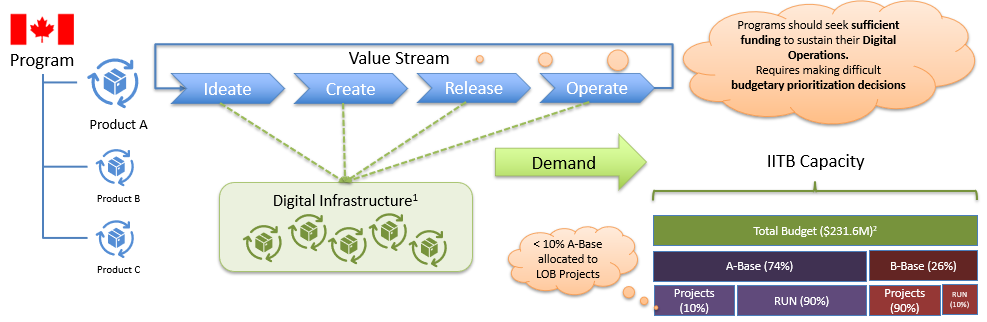 Program
Product A
Product B
Product C
Value Stream
Ideate
Create
Release
Operate
Digital Infrastructure¹
Programs should seek sufficient
funding to sustain their Digital
Operations.
Requires making difficult
budgetary prioritization decisions
Demand
IITB Capacity
< 10% A-Base
allocated to
LOB Projects
Total Budget ($231.6M)²
A-Base (74%)
B-Base (26%)
Projects
(10%)
RUN (90%)
Projects
(90%)
RUN
(10%)